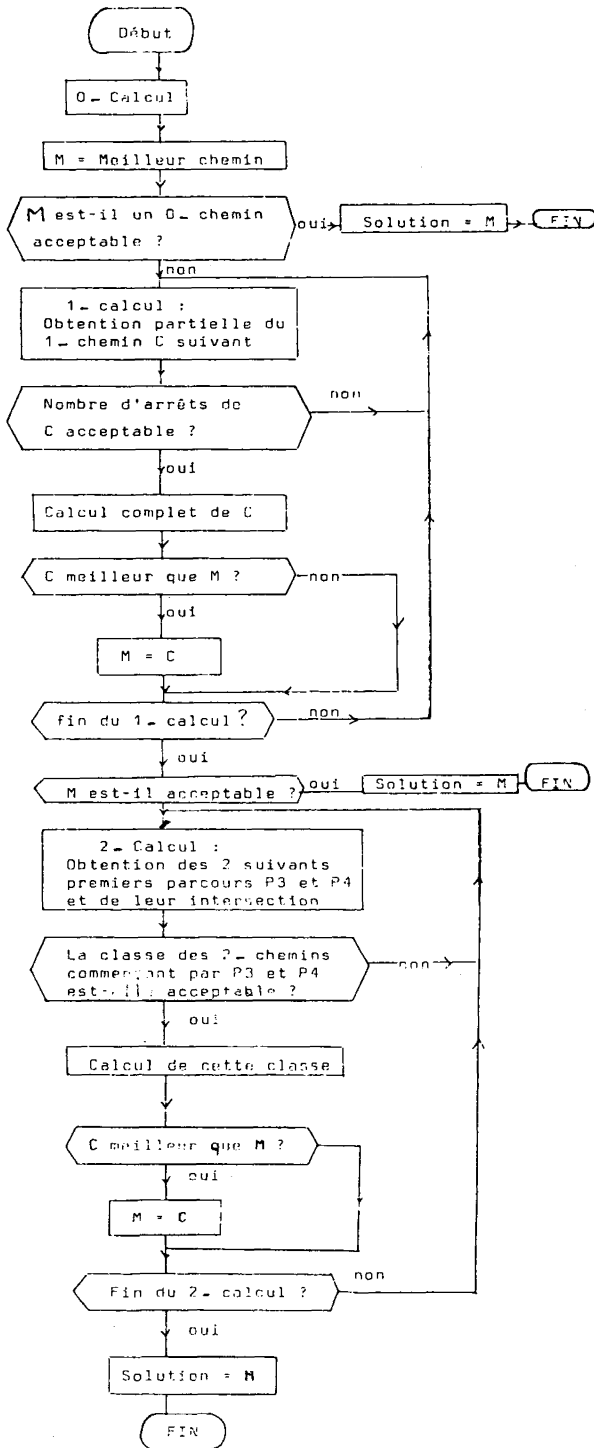 Début
0_ Calcul
M = Meilleur chemin
M est-il un 0_ chemin
acceptable ?
oui
Solution = M
FIN
non
1_ calcul :
Obtention partielle du
1_ chemin C suivant
Nombre d'arrêts de
C acceptable ?
non
oui
Calcul complet de C
C meilleur que M ?
non
oui
M = C
fin du 1_ calcul ?
non
oui
M est-il acceptable ?
oui
Solution = M
FIN
2_ Calcul :
Obtention des 2 suivants
premiers parcours P3 et P4
et de leur intersection
La classe des 2_ chemins
commençant par P3 et P4
est-elle acceptable ?
non
oui
Calcul de cette classe
C meilleur que M ?
oui
M = C
Fin du 2_ calcul ?
non
oui
Solution = M
FIN